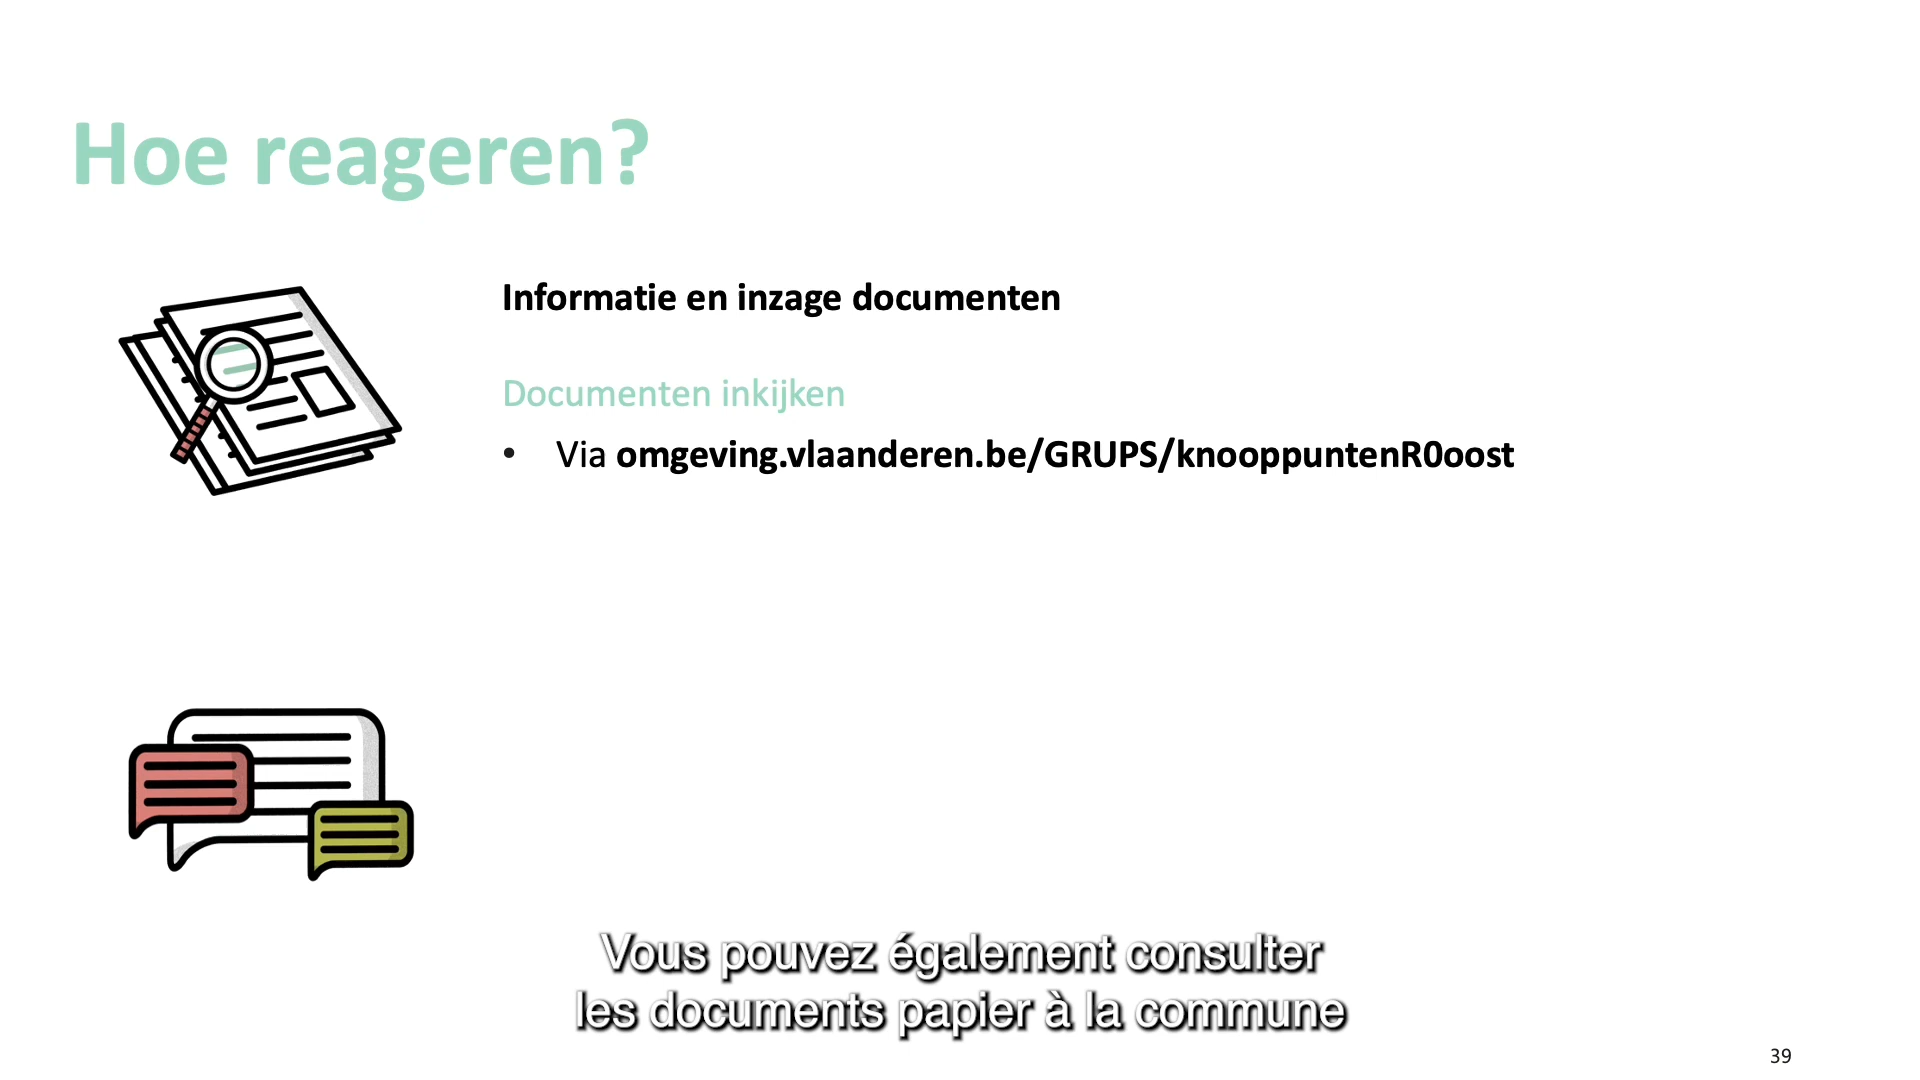 Hoe reageren?
Informatie en inzage documenten
Documenten inkijken
• Via omgeving.vlaanderen.be/GRUPS/knooppuntenR0oost
Vous pouvez également consulter
les documents papier à la commune
39